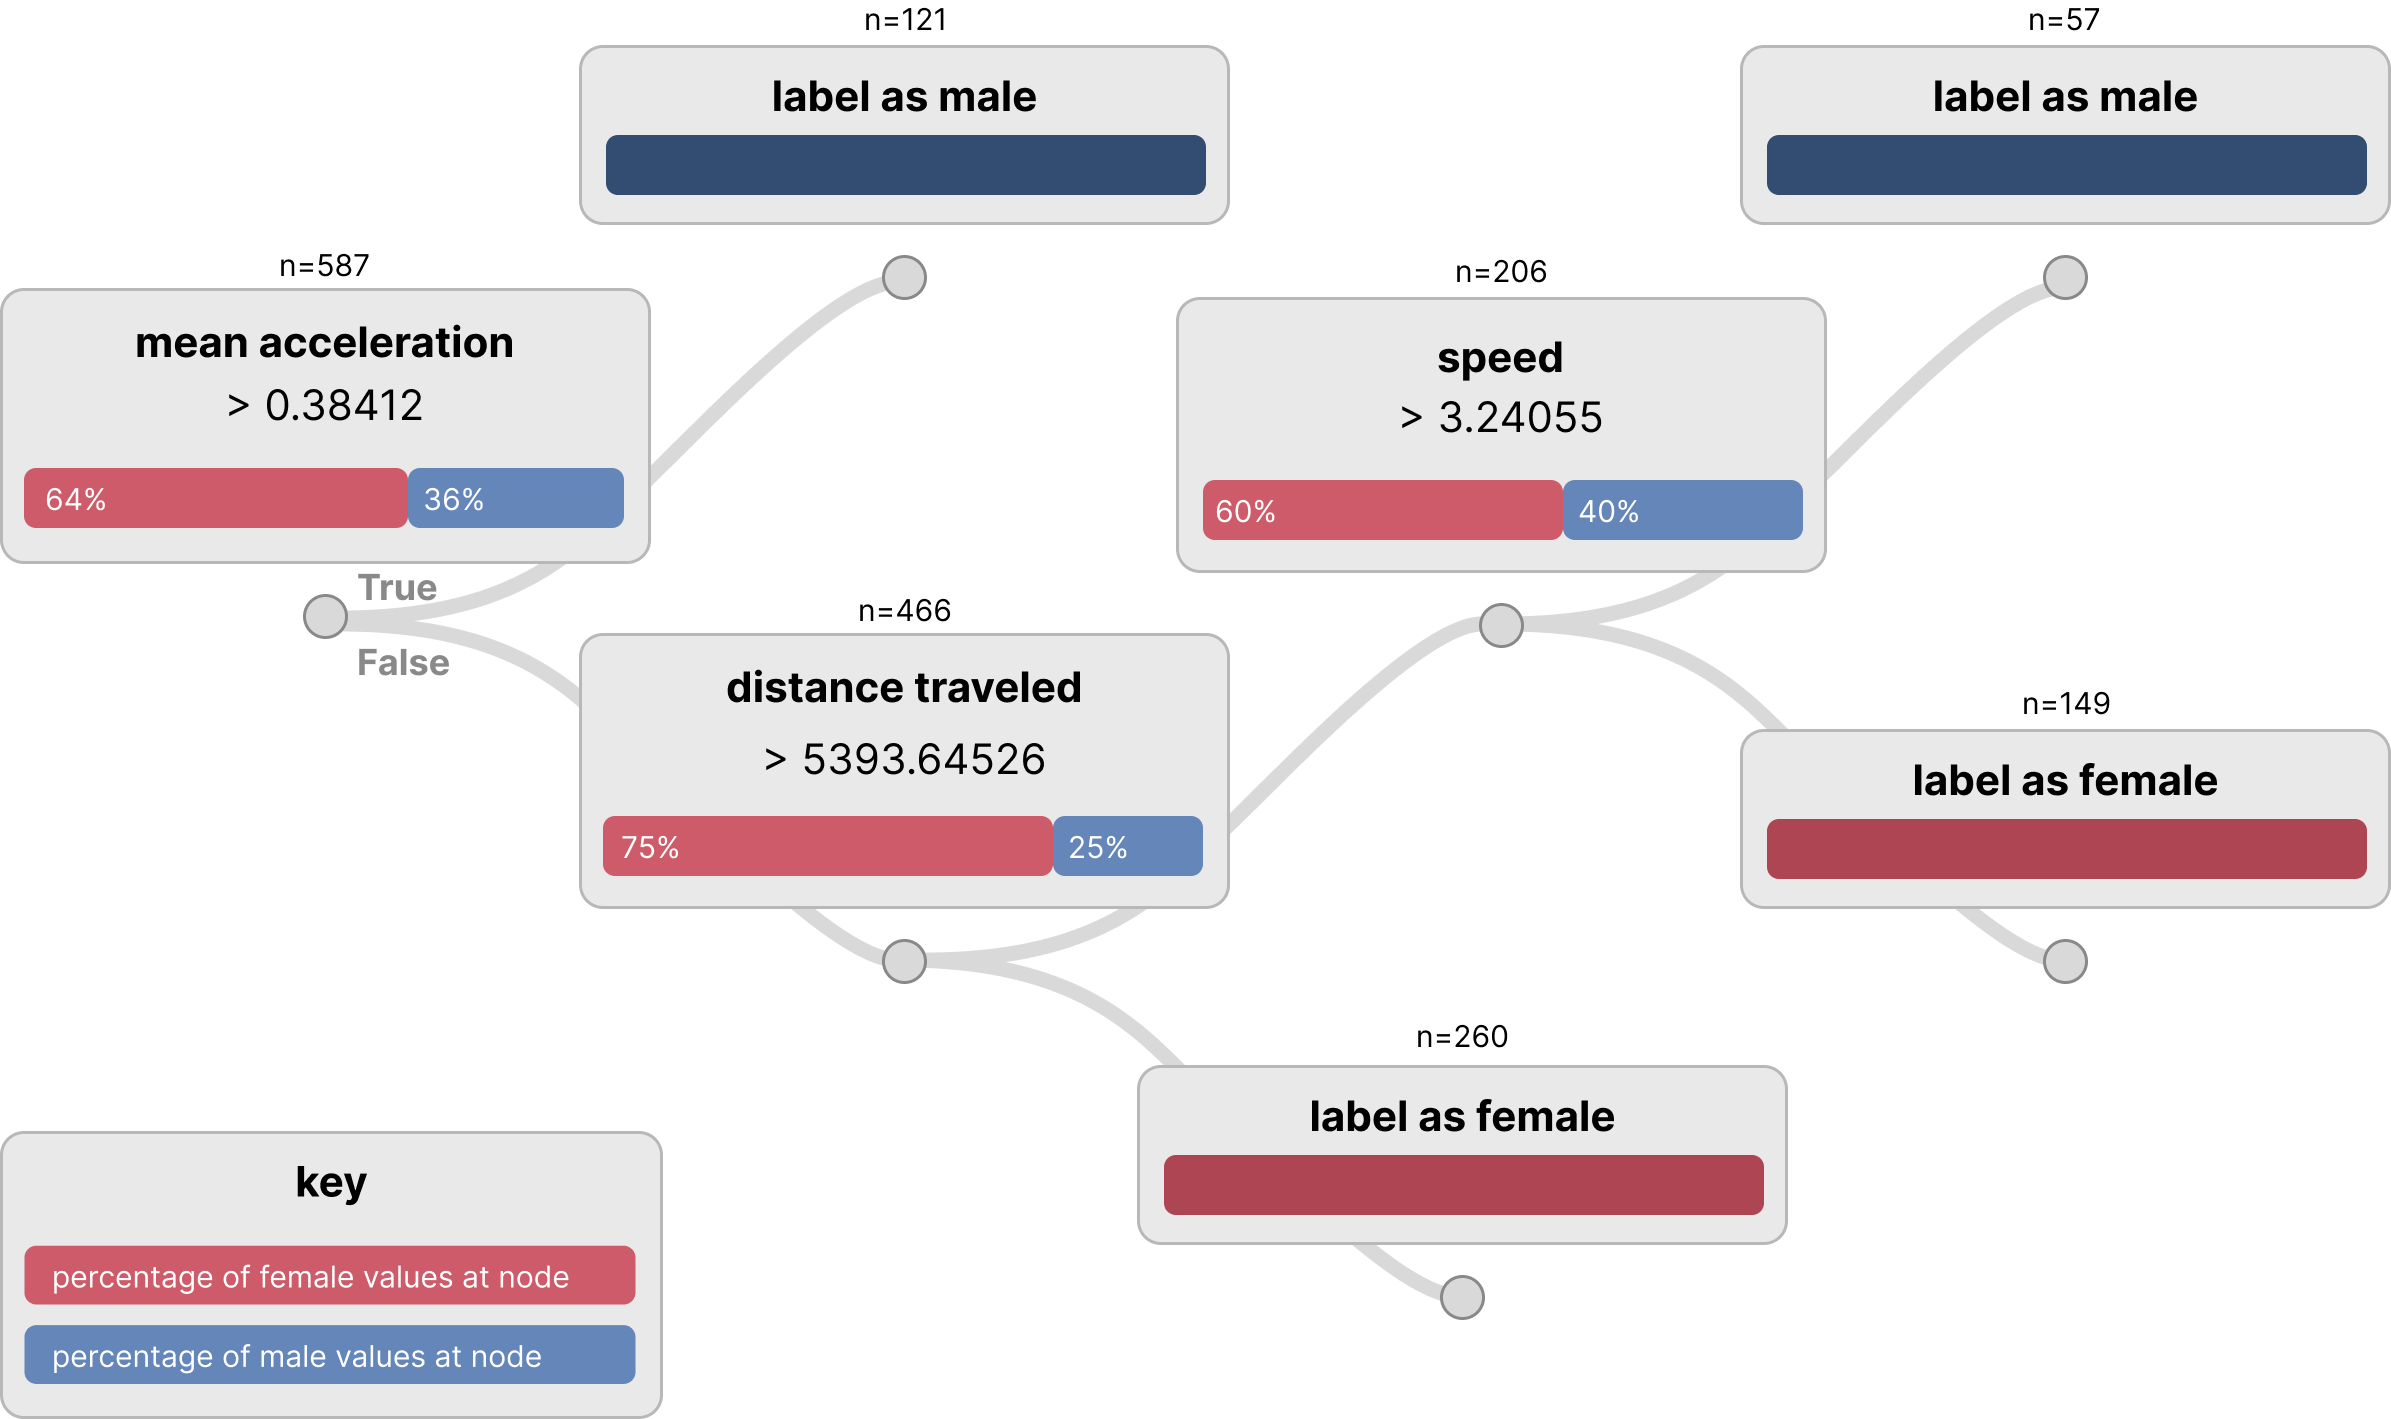 n=121
label as male
n=57
label as male
n=587
mean acceleration
> 0.38412
64% 36%
True
False
n=206
speed
> 3.24055
60% 40%
n=466
distance traveled
> 5393.64526
75% 25%
n=149
label as female
n=260
label as female
key
percentage of female values at node
percentage of male values at node